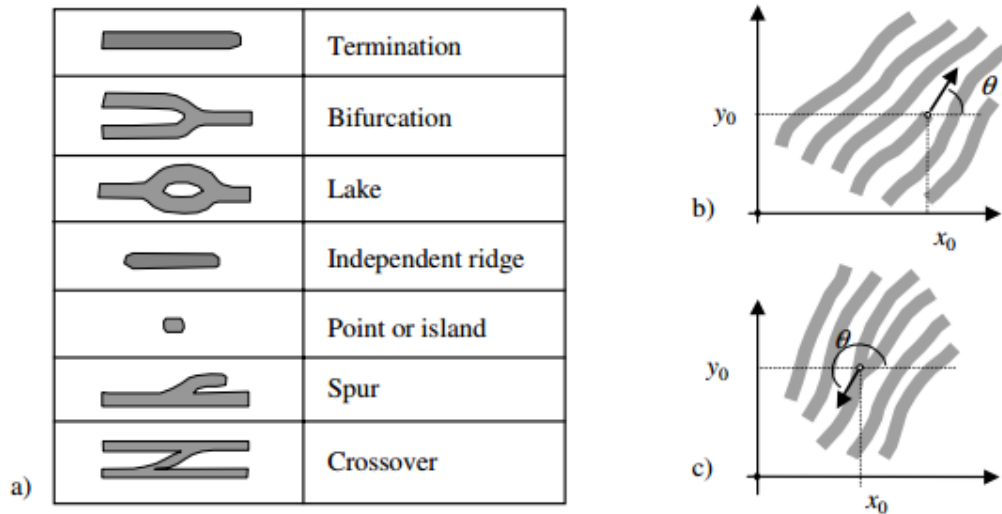 Termination
Bifurcation
Lake
Independent ridge
Point or island
Spur
Crossover
a)
θ
y0
b)
x0
θ
y0
c)
x0